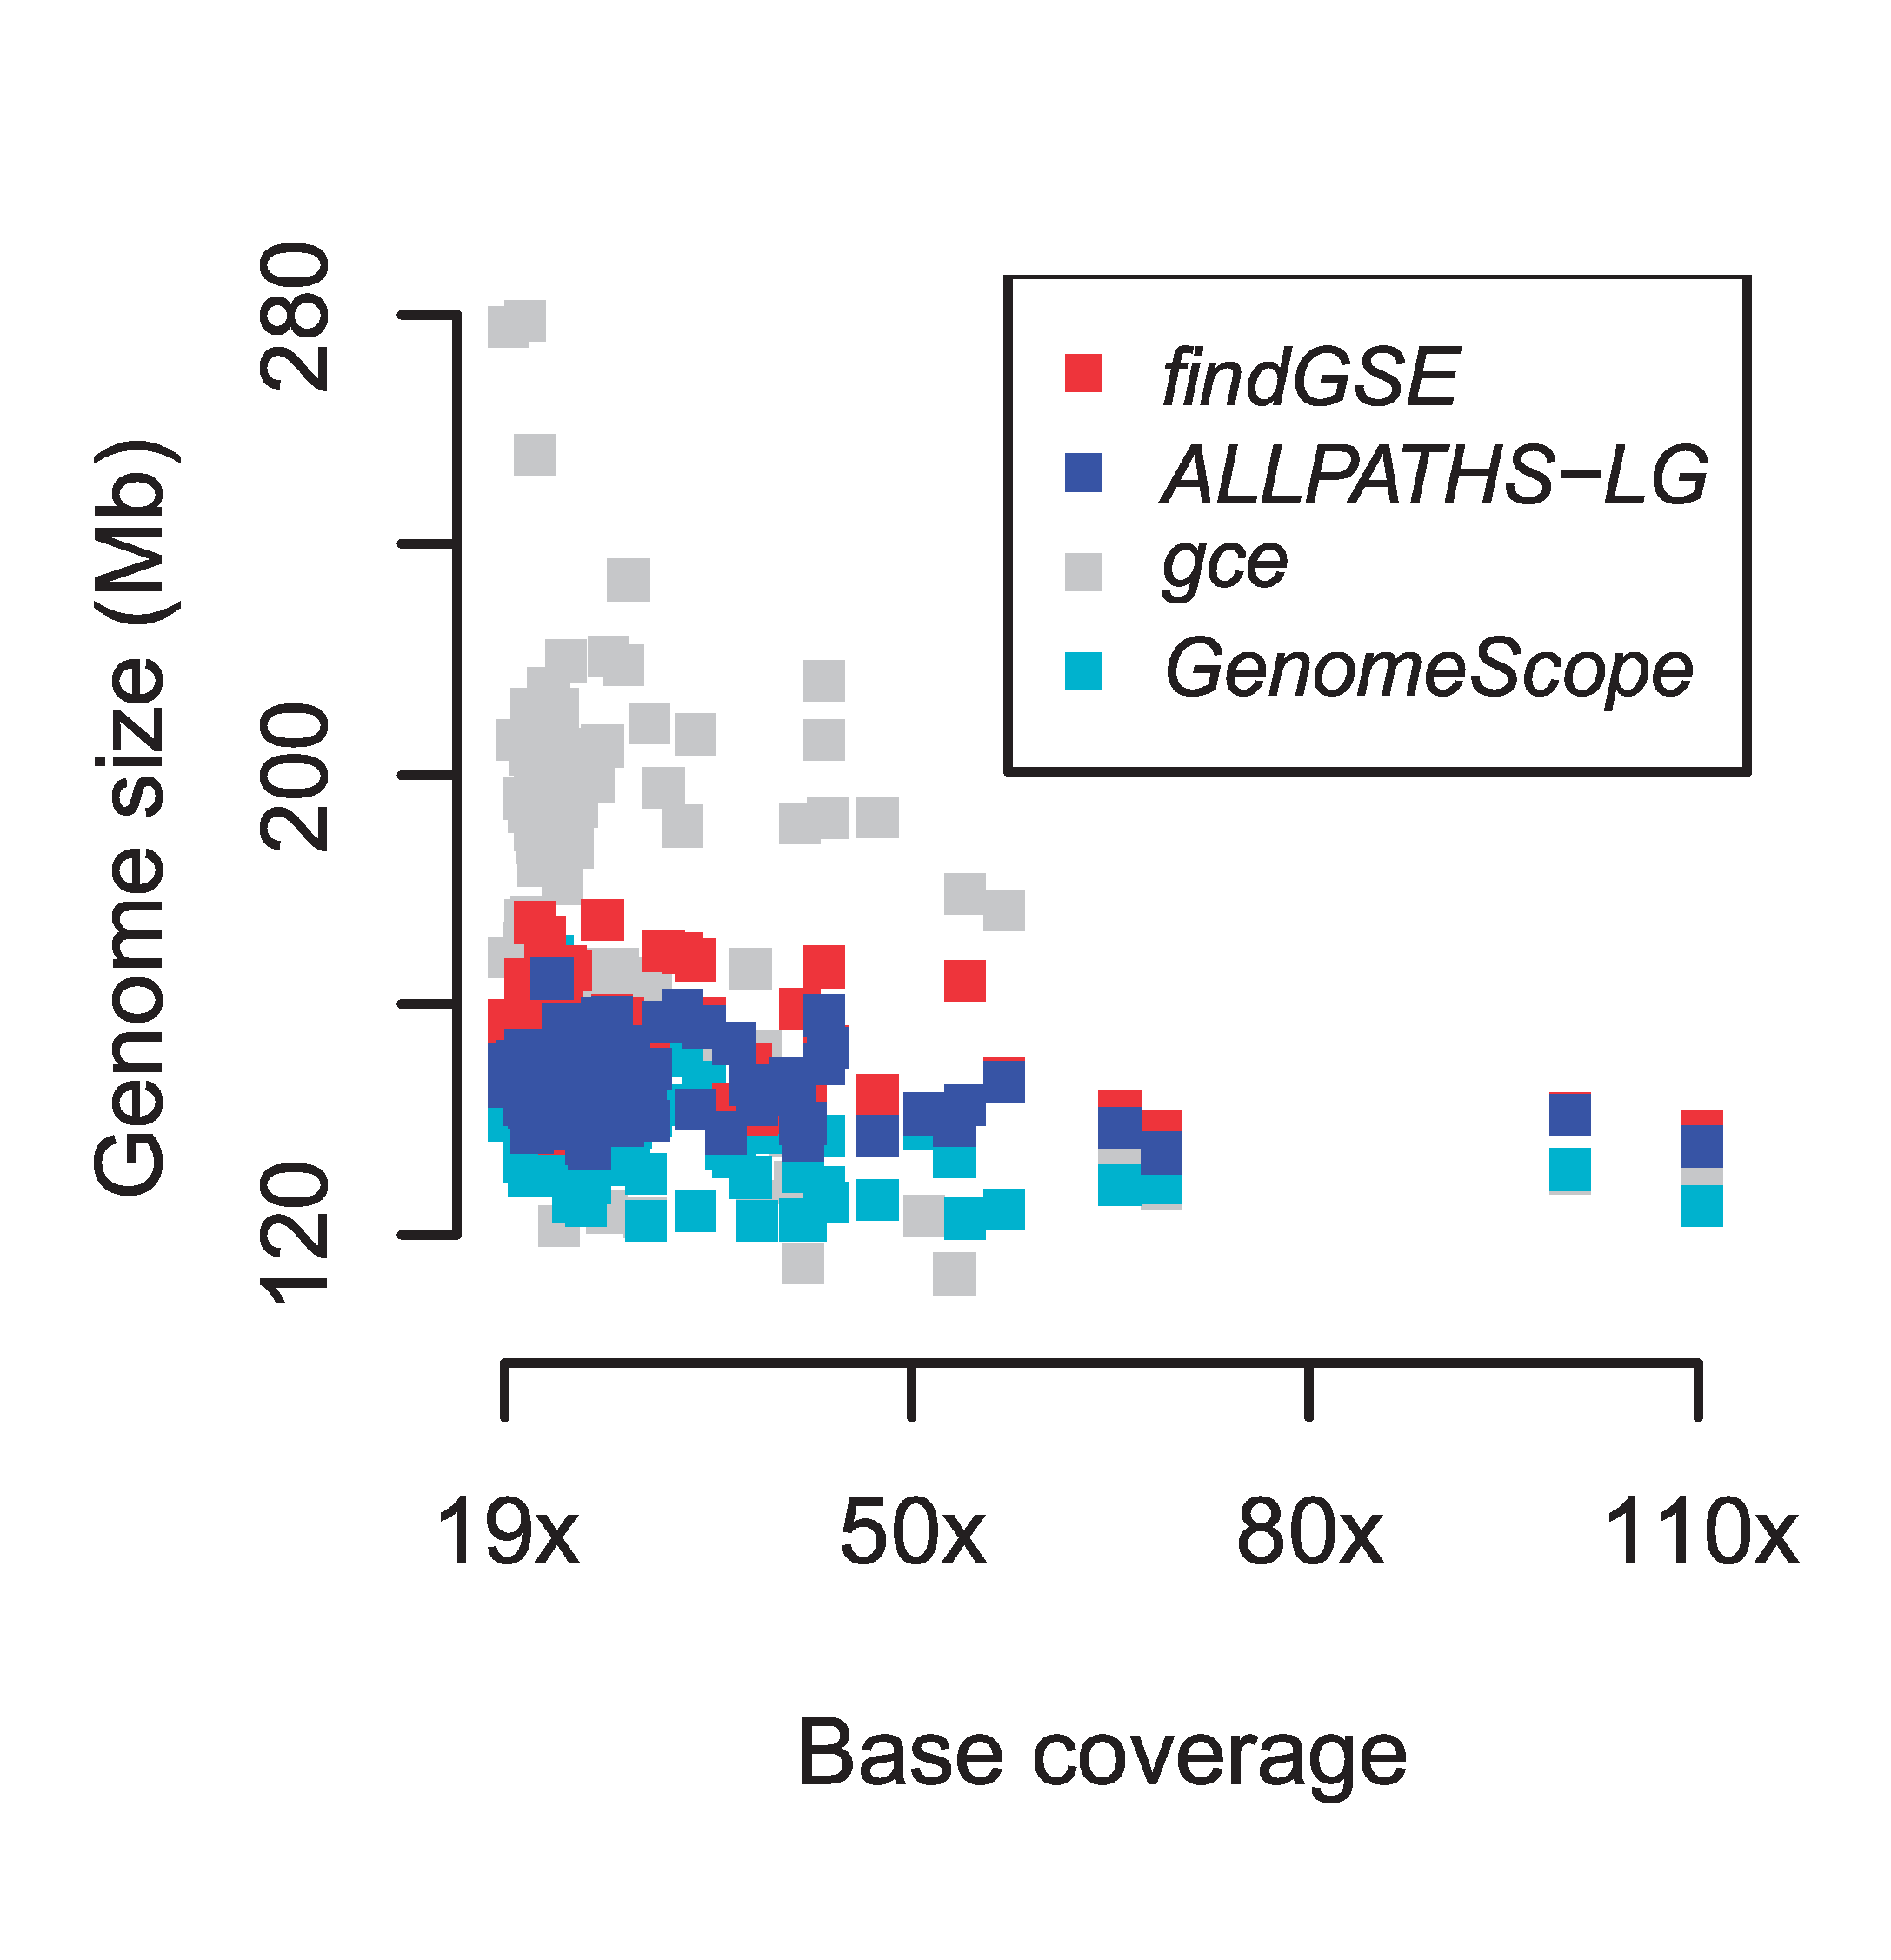 Genome size (Mb)
280
200
120
findGSE
ALLPATHS−LG
gce
GenomeScope
19x 50x 80x 110x
Base coverage